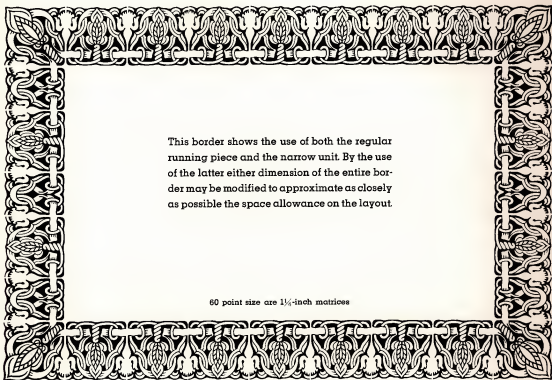 This border shows the use of both the regular
running piece and the narrow unit. By the use
of the latter either dimension of the entire bor-
der may be modified to approximate as closely
as possible the space allowance on the layout.
60 point size are 1¼-inch matrices